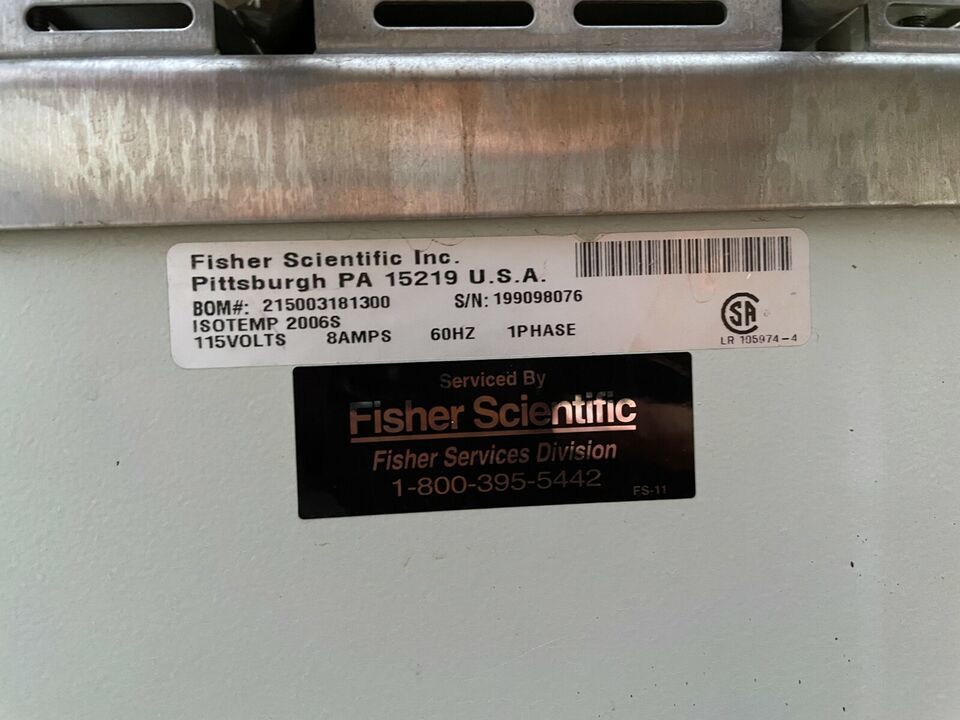 Fisher Scientific Inc.
Pittsburgh PA 15219 U.S.A.
BOM#: 215003181300 S/N: 199098076
ISOTEMP 2006S
115VOLTS 8AMPS 60HZ 1PHASE
SA
LR 105974-4
Serviced By
Fisher Scientific
Fisher Services Division
1-800-395-5442
FS-11